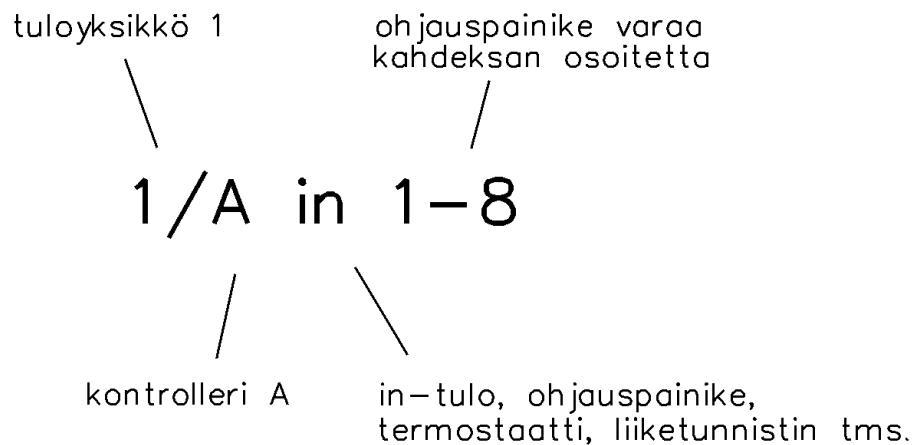 tuloyksikkö 1
ohjauspainike varaa
kahdeksan osoitetta
1/A in 1-8
kontrolleri A
in-tulo, ohjauspainike,
termostaatti, liiketunnistin tms.